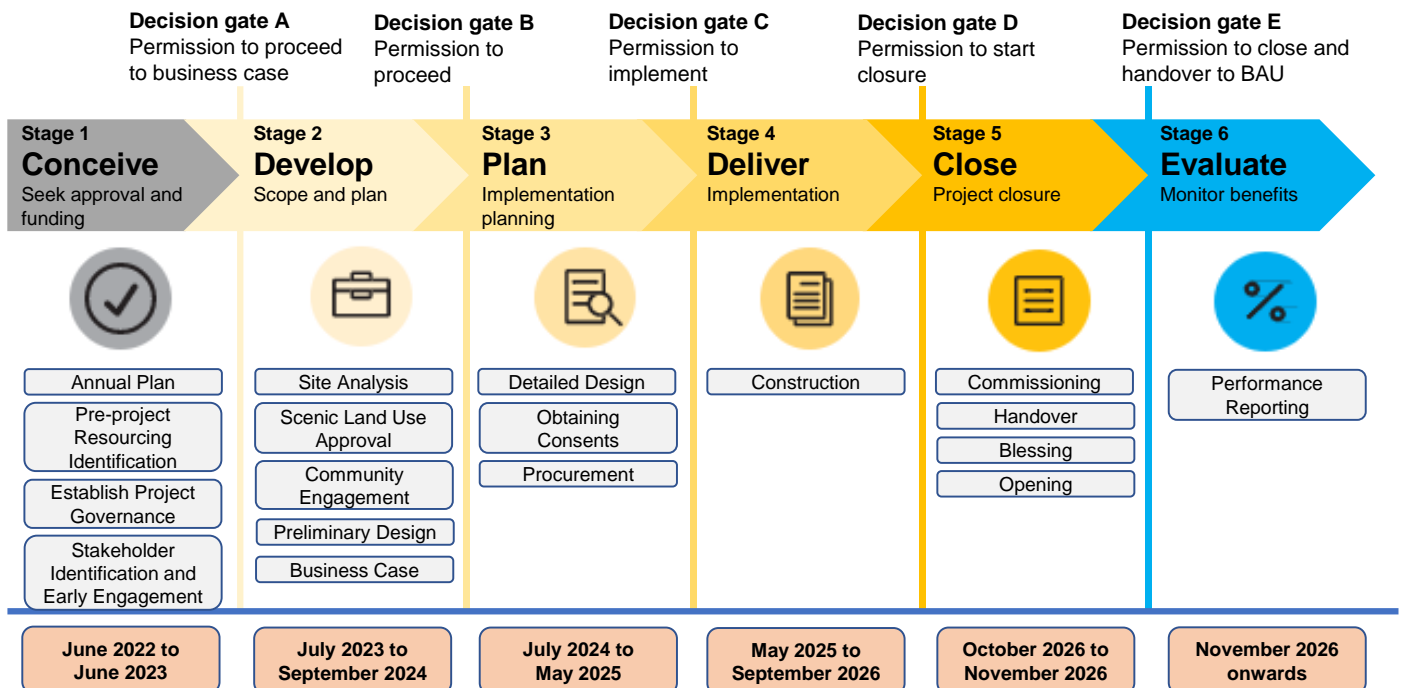 Decision gate A
Permission to proceed
to business case
Decision gate B
Permission to
proceed
Decision gate C
Permission to
implement
Decision gate D
Permission to start
closure
Decision gate E
Permission to close and
handover to BAU
Stage 1
Conceive
Seek approval and
funding
Stage 2
Develop
Scope and plan
Stage 3
Plan
Implementation
planning
Stage 4
Deliver
Implementation
Stage 5
Close
Project closure
Stage 6
Evaluate
Monitor benefits
Annual Plan
Pre-project
Resourcing
Identification
Establish Project
Governance
Stakeholder
Identification and
Early Engagement
Site Analysis
Scenic Land Use
Approval
Community
Engagement
Preliminary Design
Business Case
Detailed Design
Obtaining
Consents
Procurement
Construction
Commissioning
Handover
Blessing
Opening
Performance
Reporting
June 2022 to
June 2023
July 2023 to
September 2024
July 2024 to
May 2025
May 2025 to
September 2026
October 2026 to
November 2026
November 2026
onwards